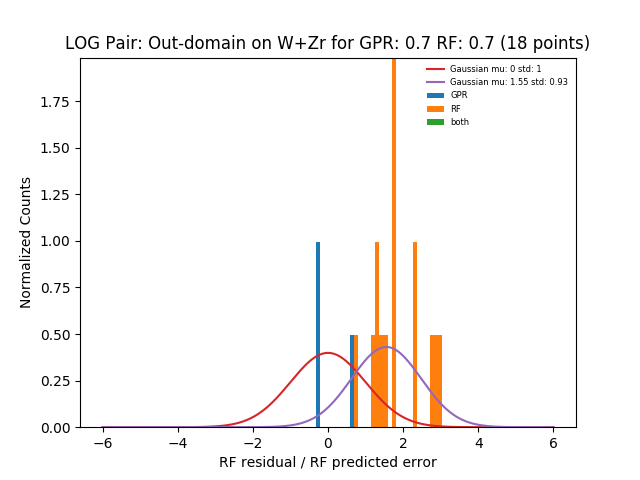 LOG Pair: Out-domain on W+Zr for GPR: 0.7 RF: 0.7 (18 points)
Gaussian mu: 0 std: 1
Gaussian mu: 1.55 std: 0.93
GPR
RF
both
1.75
1.50
1.25
1.00
0.75
0.50
0.25
0.00
Normalized Counts
−6
−4
−2
0
2
4
6
RF residual / RF predicted error